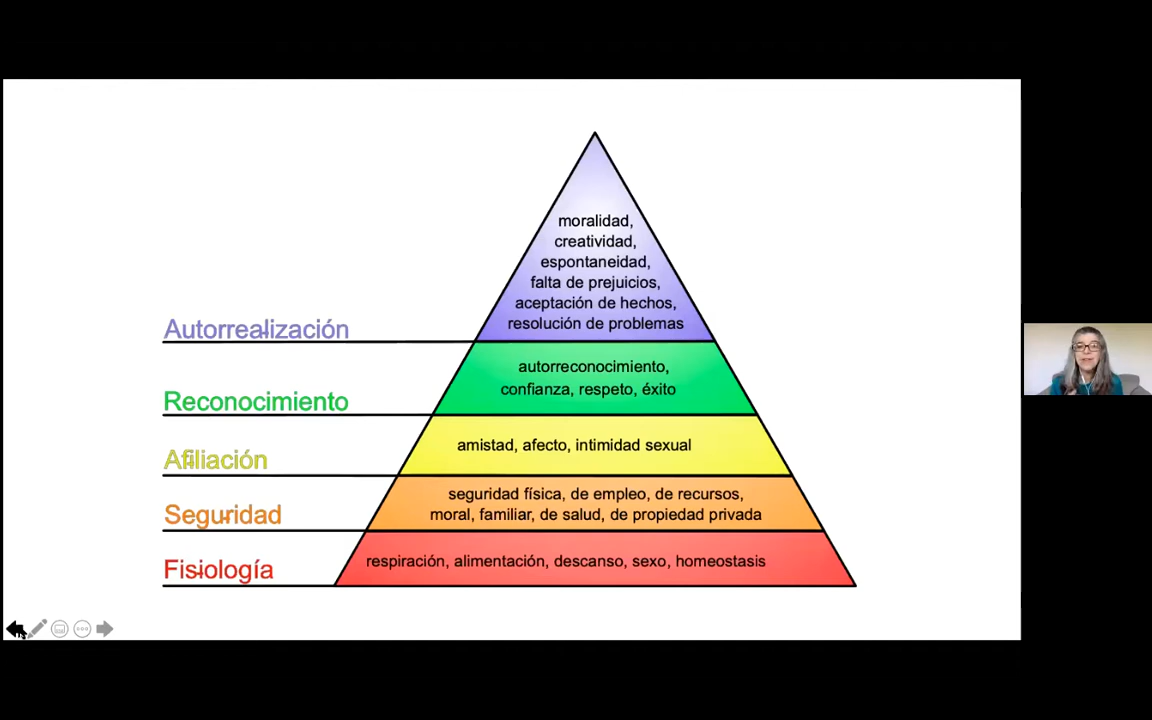 moralidad,
creatividad,
espontaneidad,
falta de prejuicios,
aceptación de hechos,
resolución de problemas
Autorrealización
autorreconocimiento,
confianza, respeto, éxito
Reconocimiento
amistad, afecto, intimidad sexual
Afiliación
seguridad física, de empleo, de recursos,
moral, familiar, de salud, de propiedad privada
Seguridad
respiración, alimentación, descanso, sexo, homeostasis
Fisiología